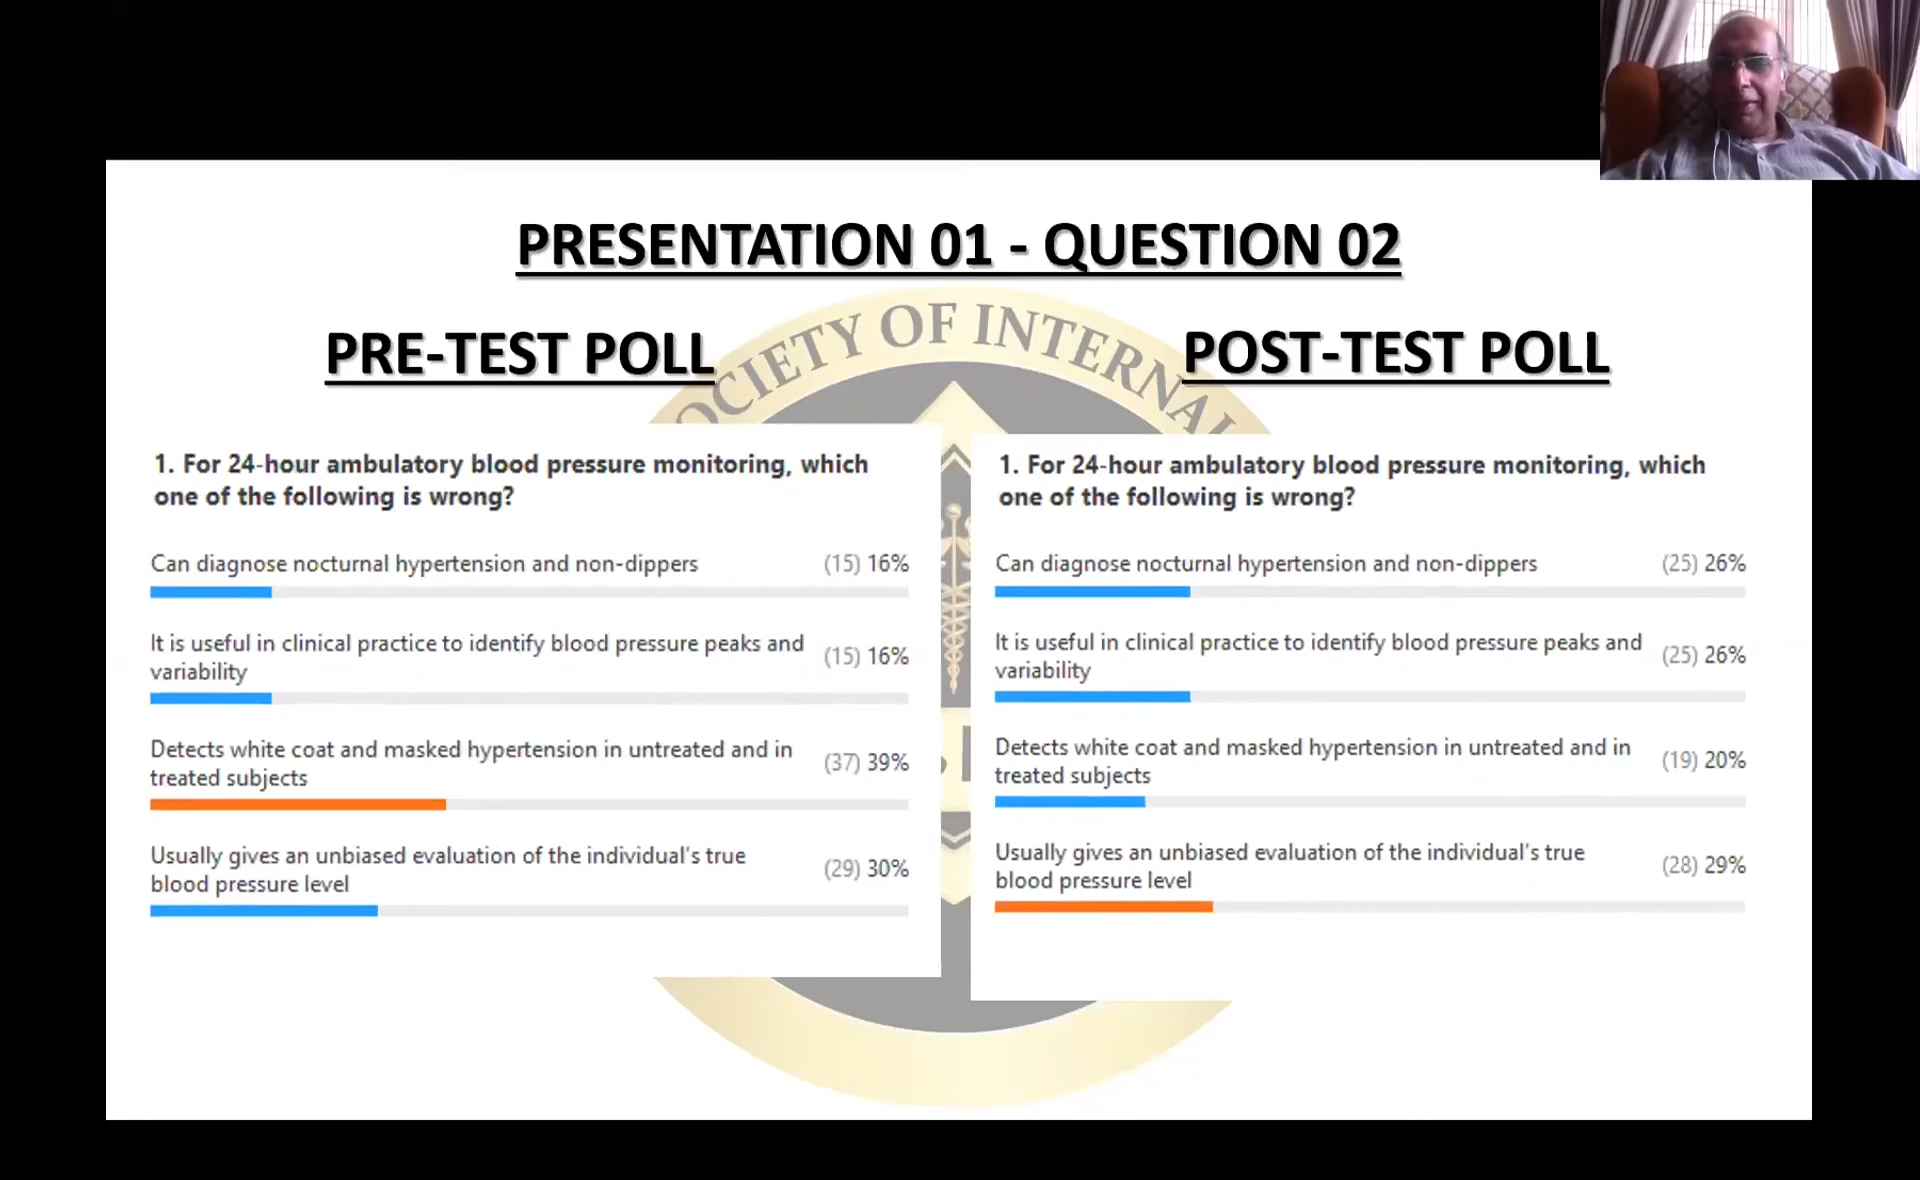 PRESENTATION 01 - QUESTION 02
PRE-TEST POLL
POST-TEST POLL
OCIETY OF INTERNAL
1. For 24-hour ambulatory blood pressure monitoring, which
one of the following is wrong?
Can diagnose nocturnal hypertension and non-dippers (15) 16%
It is useful in clinical practice to identify blood pressure peaks and
variability (15) 16%
Detects white coat and masked hypertension in untreated and in
treated subjects (37) 39%
Usually gives an unbiased evaluation of the individual's true
blood pressure level (29) 30%
1. For 24-hour ambulatory blood pressure monitoring, which
one of the following is wrong?
Can diagnose nocturnal hypertension and non-dippers (25) 26%
It is useful in clinical practice to identify blood pressure peaks and
variability (25) 26%
Detects white coat and masked hypertension in untreated and in
treated subjects (19) 20%
Usually gives an unbiased evaluation of the individual's true
blood pressure level (28) 29%